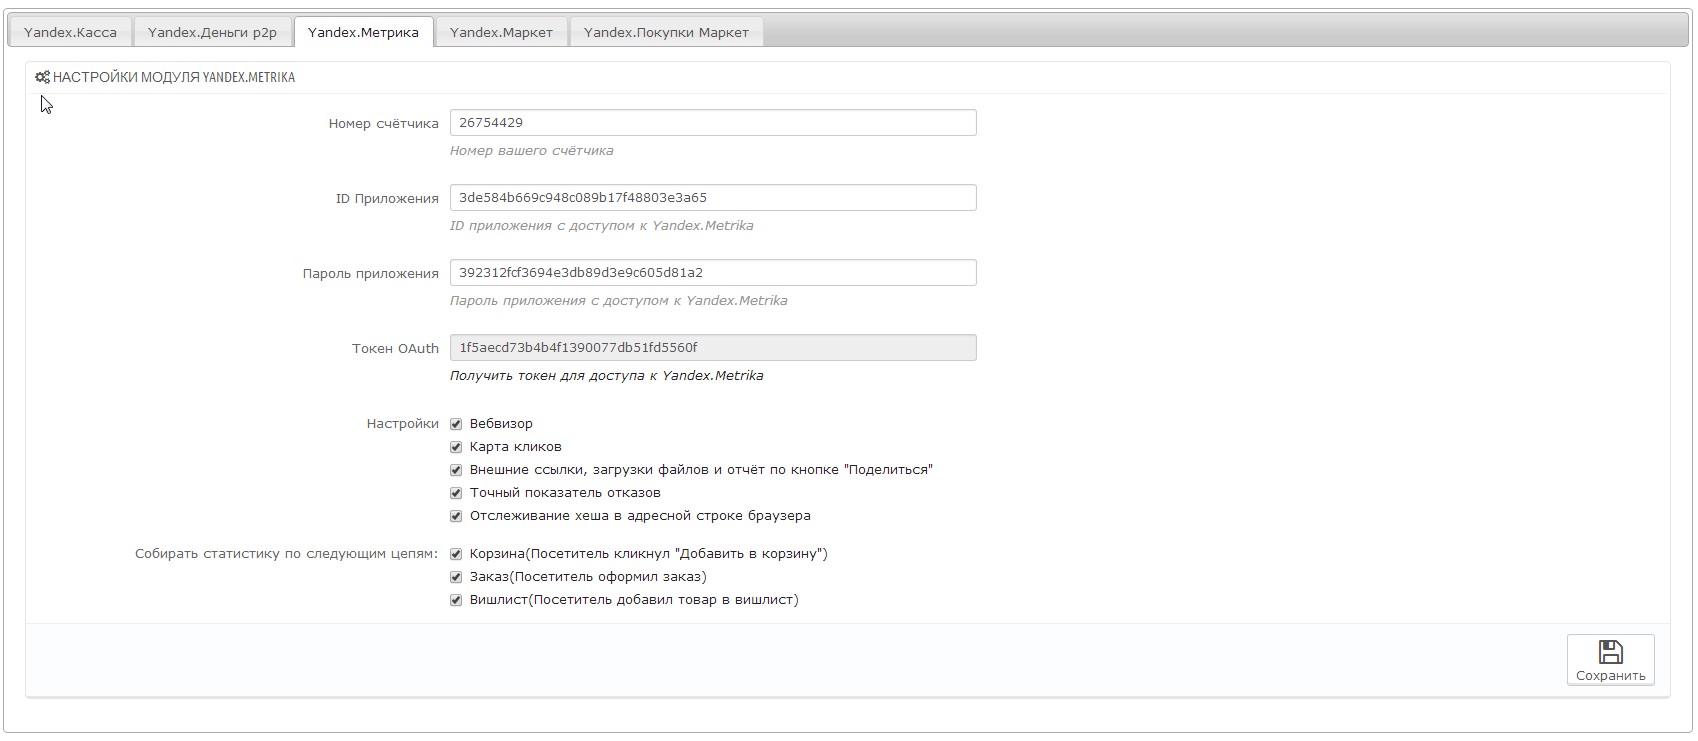 Yandex.Касса Yandex.Деньги p2p Yandex.Метрика Yandex.Маркет Yandex.Покупки Маркет
НАСТРОЙКИ МОДУЛЯ YANDEX.METRIKA
Номер счётчика 26754429
Номер вашего счётчика
ID Приложения 3de584b669c948c089b17f48803e3a65
ID приложения с доступом к Yandex.Metrika
Пароль приложения 392312fcf3694e3db89d3e9c605d81a2
Пароль приложения с доступом к Yandex.Metrika
Токен OAuth 1f5aecd73b4b4f1390077db51fd5560f
Получить токен для доступа к Yandex.Metrika
Настройки Вебвизор
Карта кликов
Внешние ссылки, загрузки файлов и отчёт по кнопке "Поделиться"
Точный показатель отказов
Отслеживание хеша в адресной строке браузера
Собирать статистику по следующим цепям: Корзина(Посетитель кликнул "Добавить в корзину")
Заказ(Посетитель оформил заказ)
Вишлист(Посетитель добавил товар в вишлист)
Сохранить